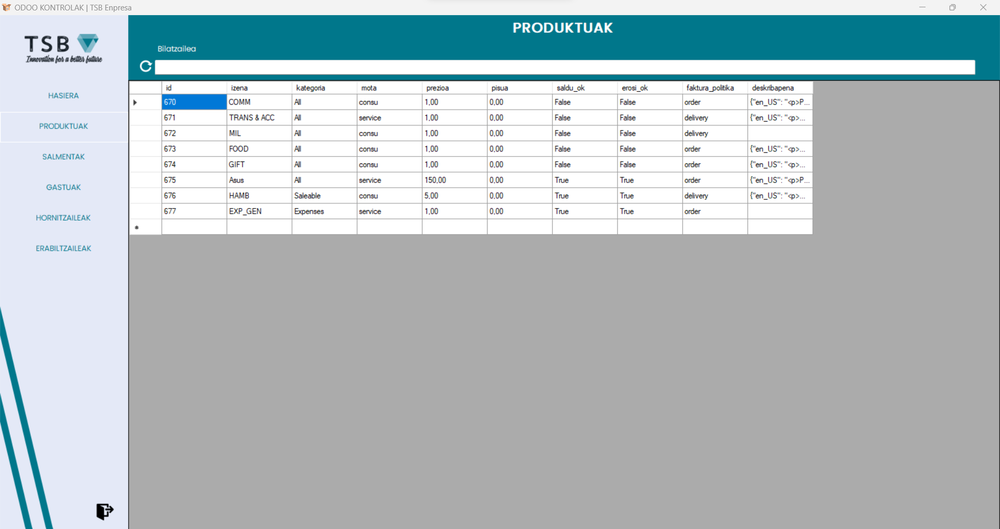 ODOO KONTROLAK | TSB Enpresa
TSB
Innovation for a better future
HASIERA
PRODUKTUAK
SALMENTAK
GASTUAK
HORNITZAILEAK
ERABILTZAILEAK
PRODUKTUAK
Bilatzailea
id izena kategoria mota prezioa pisua saldu_ok erosi_ok faktura_politika deskribapena
670 COMM All consu 1,00 0,00 False False order {"en_US": "<p>P...
671 TRANS & ACC All service 1,00 0,00 False False delivery {"en_US": "<p>...
672 MIL All consu 1,00 0,00 False False delivery
673 FOOD All consu 1,00 0,00 False False order {"en_US": "<p>...
674 GIFT All consu 1,00 0,00 False False order {"en_US": "<p>...
675 Asus All service 150,00 0,00 True True order {"en_US": "<p>P...
676 HAMB Saleable consu 5,00 0,00 True True delivery {"en_US": "<p>...
677 EXP_GEN Expenses service 1,00 0,00 True True order